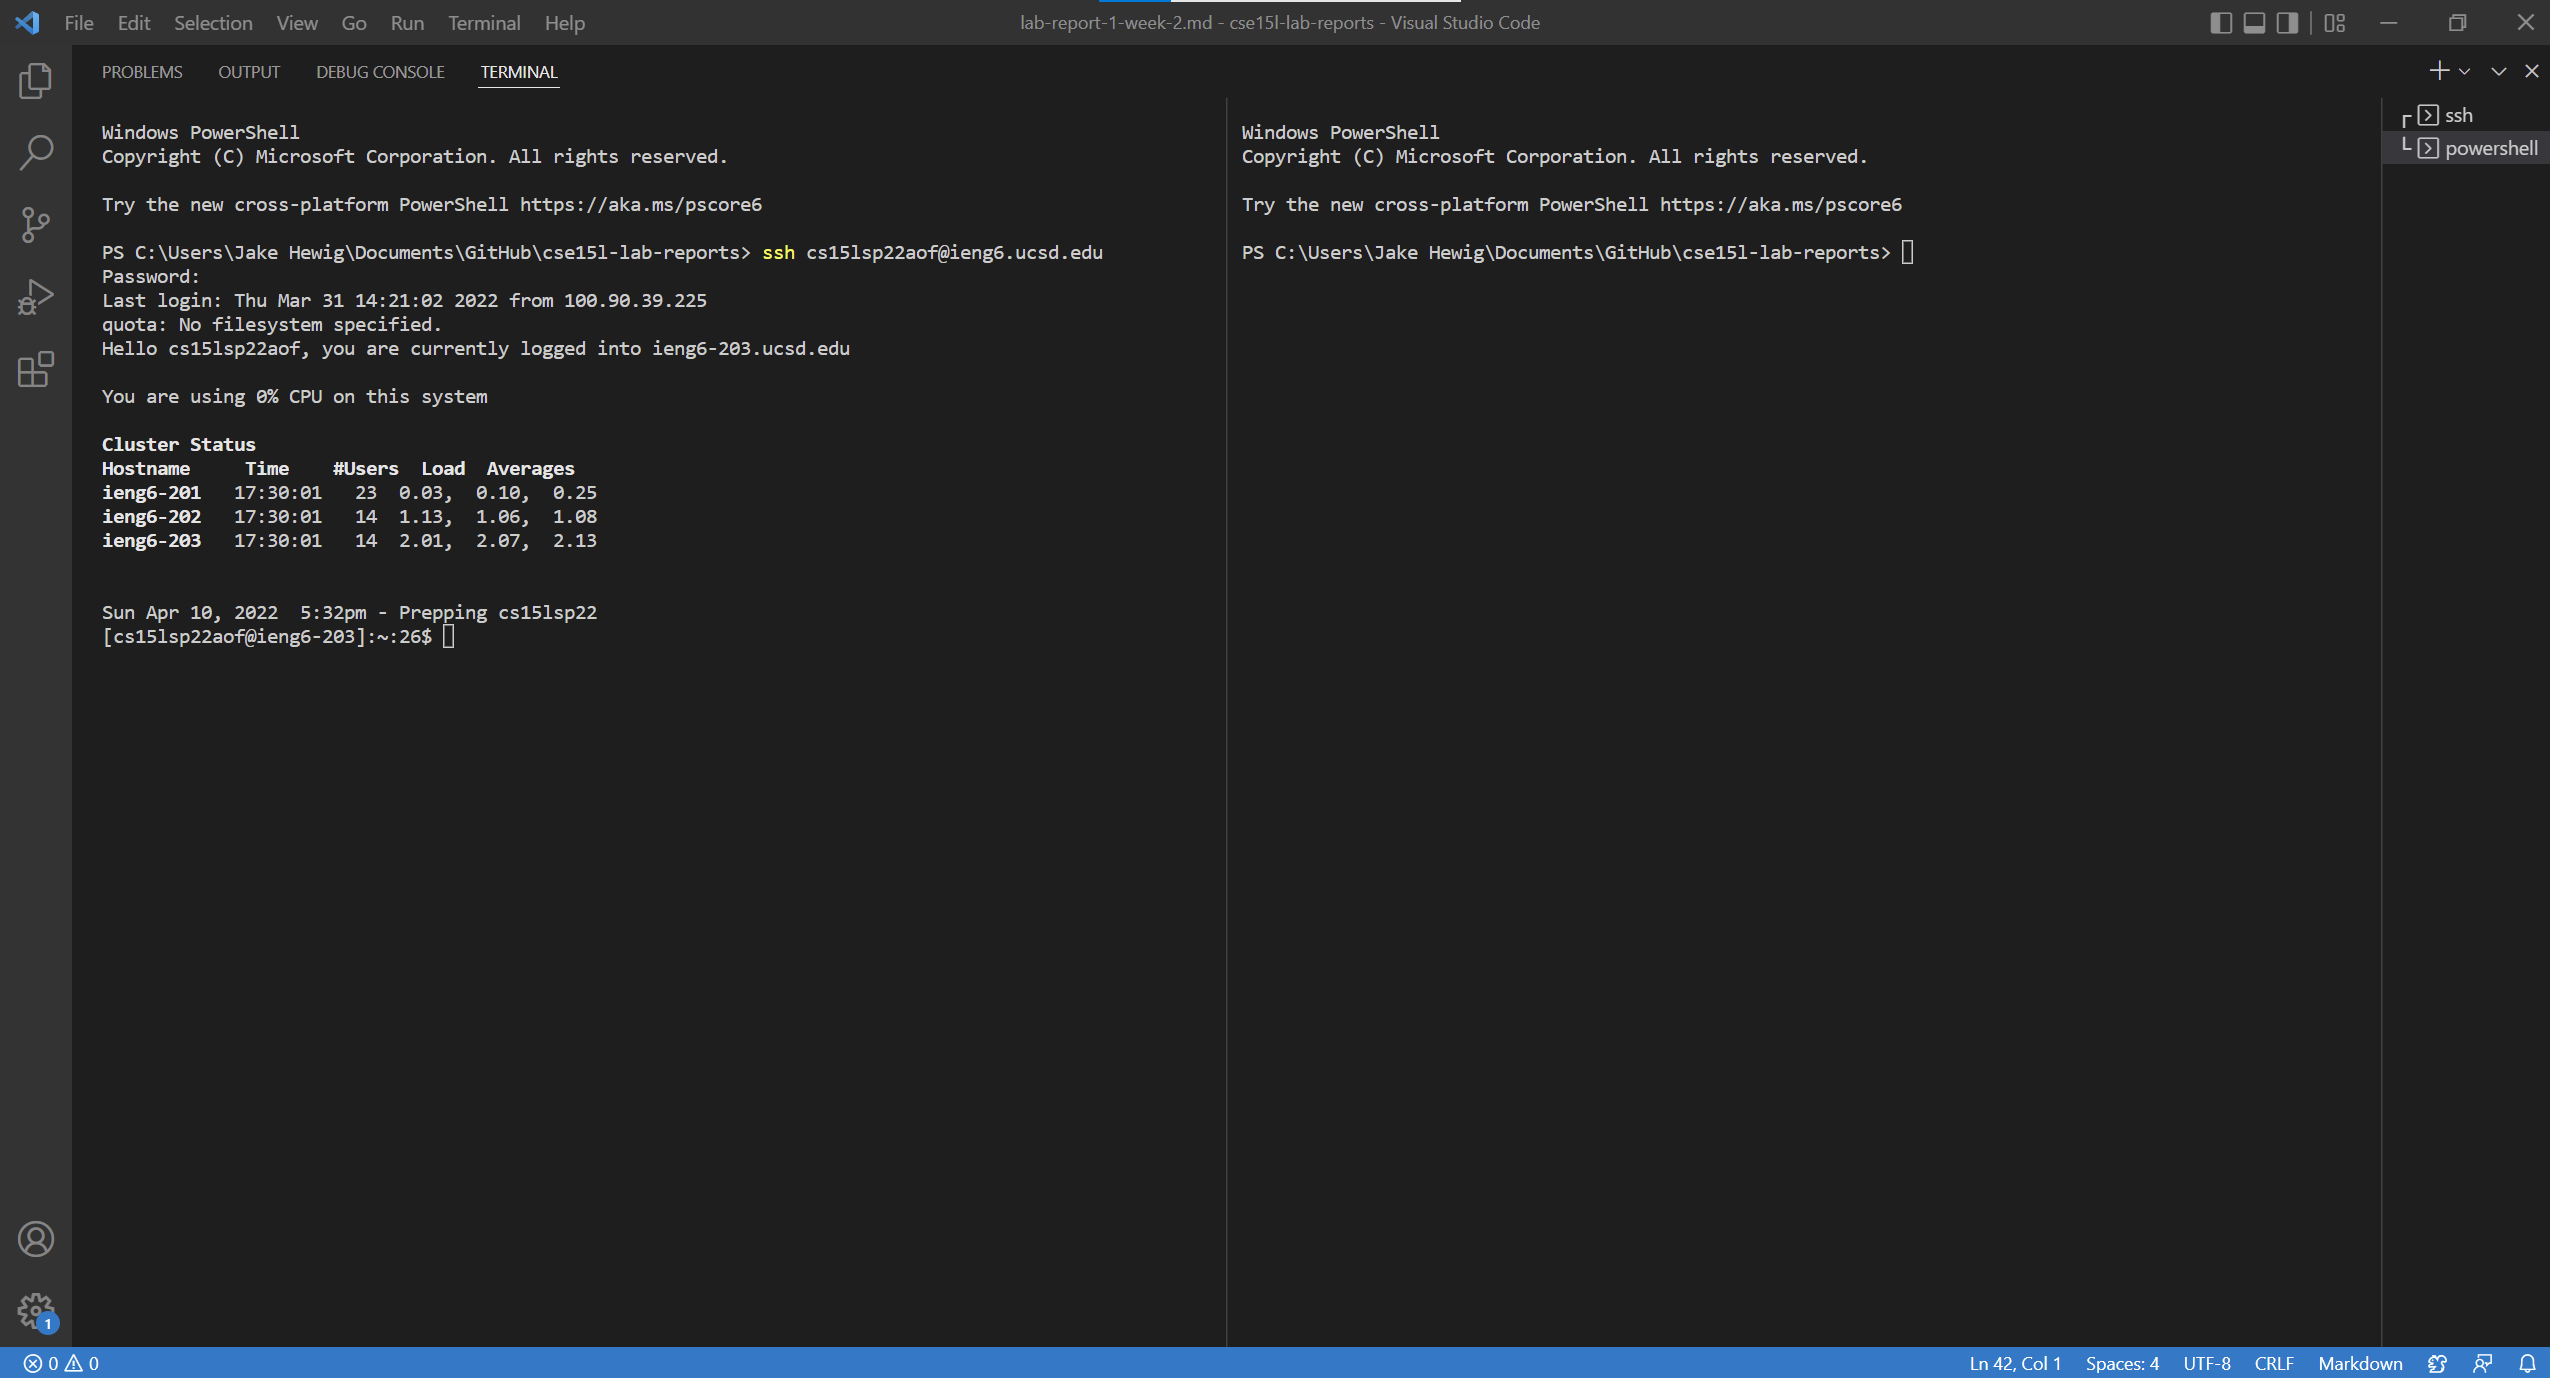 File Edit Selection View Go Run Terminal Help
lab-report-1-week-2.md - cse15l-lab-reports - Visual Studio Code
PROBLEMS OUTPUT DEBUG CONSOLE TERMINAL
Windows PowerShell
Copyright (C) Microsoft Corporation. All rights reserved.
Try the new cross-platform PowerShell https://aka.ms/pscore6
PS C:\Users\Jake Hewig\Documents\GitHub\cse15l-lab-reports> ssh cs15lsp22aof@ieng6.ucsd.edu
Password:
Last login: Thu Mar 31 14:21:02 2022 from 100.90.39.225
quota: No filesystem specified.
Hello cs15lsp22aof, you are currently logged into ieng6-203.ucsd.edu
You are using 0% CPU on this system
Cluster Status
Hostname     Time    #Users  Load  Averages
ieng6-201   17:30:01   23  0.03,  0.10,  0.25
ieng6-202   17:30:01   14  1.13,  1.06,  1.08
ieng6-203   17:30:01   14  2.01,  2.07,  2.13
Sun Apr 10, 2022  5:32pm - Prepping cs15lsp22
[cs15lsp22aof@ieng6-203]:~:26$
Windows PowerShell
Copyright (C) Microsoft Corporation. All rights reserved.
Try the new cross-platform PowerShell https://aka.ms/pscore6
PS C:\Users\Jake Hewig\Documents\GitHub\cse15l-lab-reports>
ssh
powershell
1
0 0
Ln 42, Col 1 Spaces: 4 UTF-8 CRLF Markdown